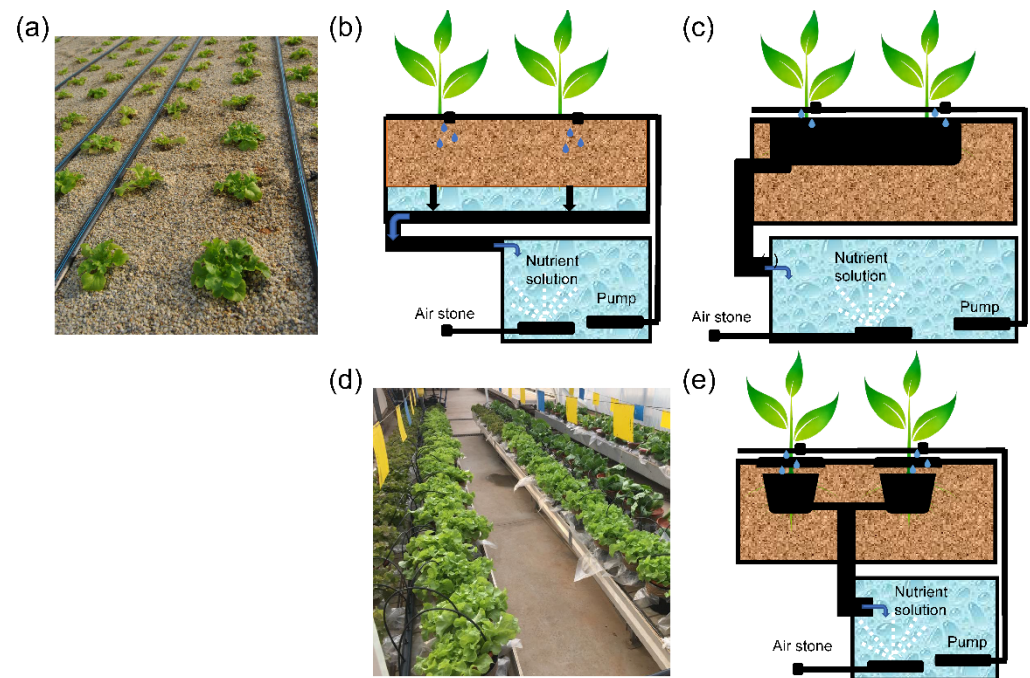 (a)
(b)
(c)
Nutrient
solution
Pump
Air stone
Nutrient
solution
Pump
Air stone
(d)
(e)
Nutrient
solution
Pump
Air stone